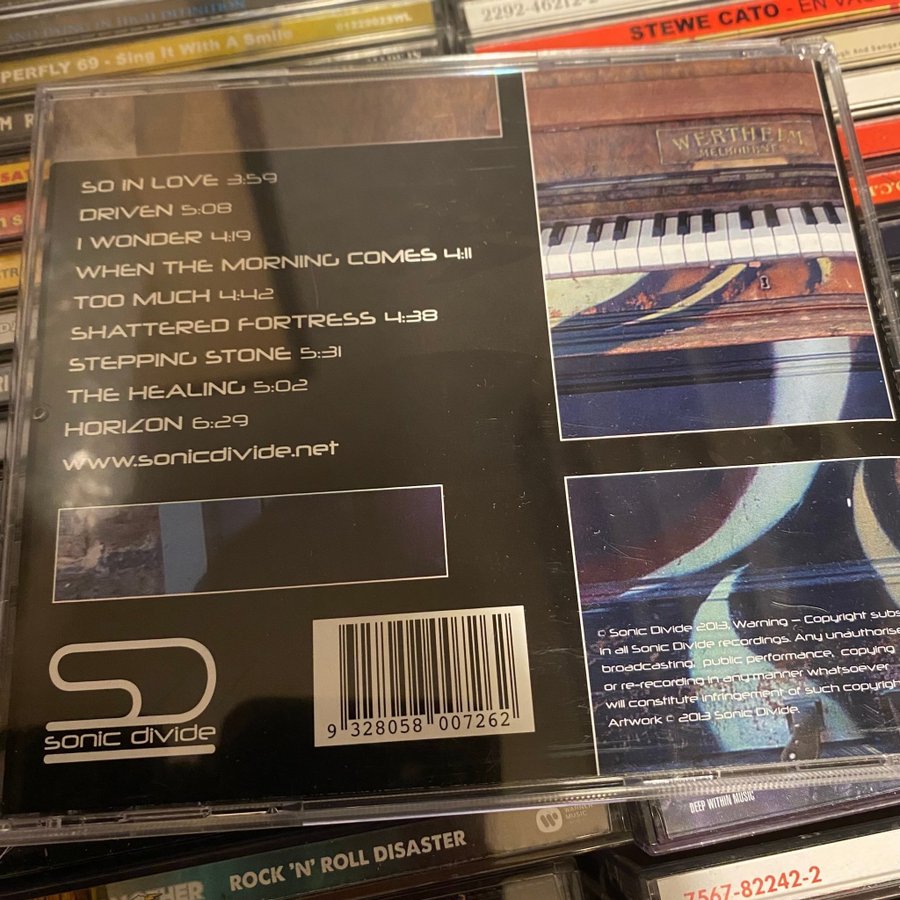 01229028WL
PERFLY 69 - Sing It With A Smile
2292-46212-2
STEWE CATO - EN
SO IN LOVE 3:59
DRIVEN 5:08
I WONDER 4:19
WHEN THE MORNING COMES 4:11
TOO MUCH 4:42
SHATTERED FORTRESS 4:38
STEPPING STONE 5:31
THE HEALING 5:02
HORIZON 6:29
www.sonicdivide.net
WERTHEIM
MELBOURNE
sonic divide
9 328058 007262
© Sonic Divide 2013, Warning – Copyright subs
in all Sonic Divide recordings. Any unauthorise
broadcasting, public performance, copying
or re-recording in any manner whatsoever
will constitute infringement of such copyrigh
Artwork © 2013 Sonic Divide.
DEEP WITHIN MUSIC
ROCK 'N' ROLL DISASTER
7567-82242-2